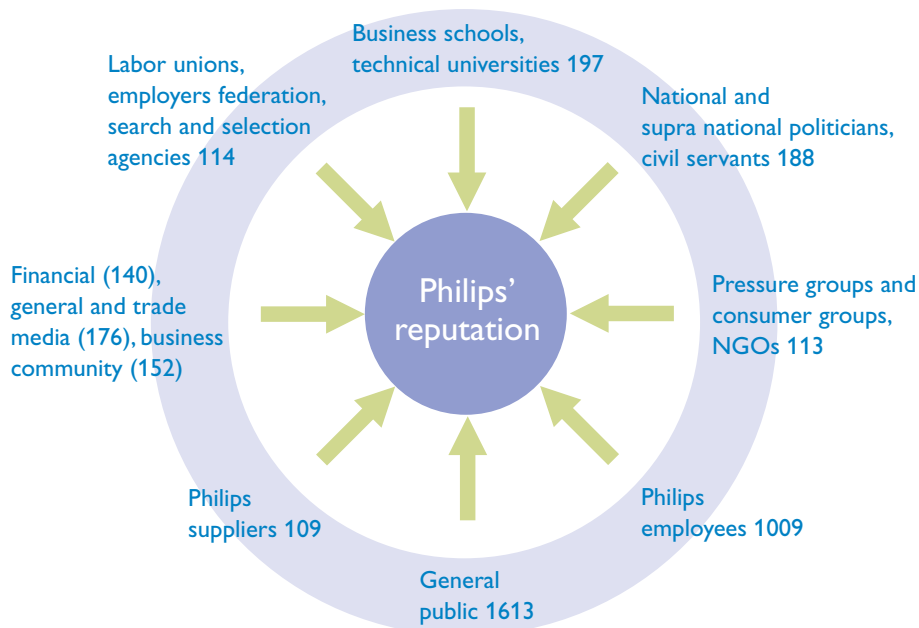 Business schools,
technical universities 197
Labor unions,
employers federation,
search and selection
agencies 114
National and
supra national politicians,
civil servants 188
Financial (140),
general and trade
media (176), business
community (152)
Philips’
reputation
Pressure groups and
consumer groups,
NGOs 113
Philips
suppliers 109
Philips
employees 1009
General
public 1613